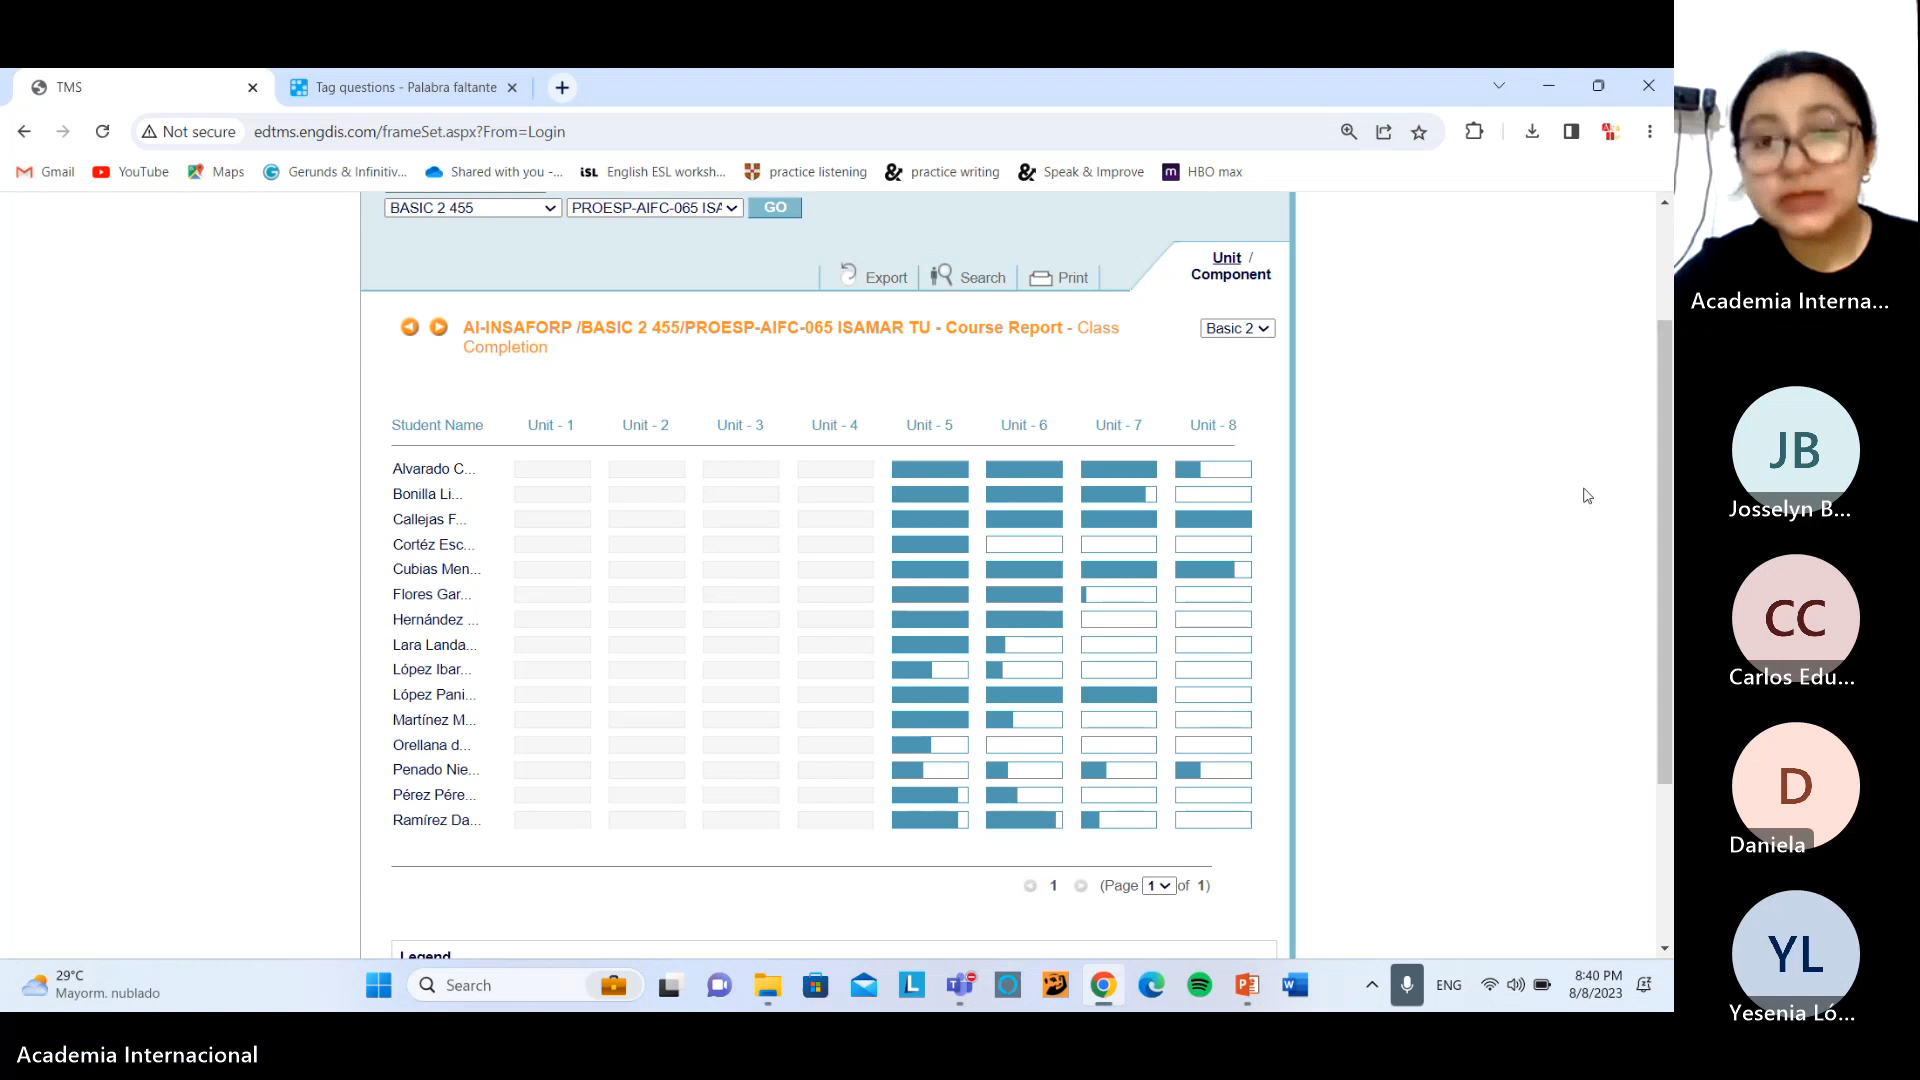 TMS
Tag questions - Palabra faltante
Not secure
edtms.engdis.com/frameSet.aspx?From=Login
Gmail
YouTube
Maps
Gerunds & Infinitiv...
Shared with you -...
iSL English ESL worksh...
practice listening
& practice writing
& Speak & Improve
m HBO max
BASIC 2 455
PROESP-AIFC-065 IS
GO
Export
Search
Print
Unit /
Component
AI-INSAFORP /BASIC 2 455/PROESP-AIFC-065 ISAMAR TU - Course Report - Class
Completion
Basic 2
Student Name Unit - 1 Unit - 2 Unit - 3 Unit - 4 Unit - 5 Unit - 6 Unit - 7 Unit - 8
Alvarado C...
Bonilla Li...
Callejas F...
Cortéz Esc...
Cubias Men...
Flores Gar...
Hernández ...
Lara Landa...
López Ibar...
López Pani...
Martínez M...
Orellana d...
Penado Nie...
Pérez Pére...
Ramírez Da...
1 (Page 1 of 1)
Legend
29°C
Mayorm. nublado
Search
L
ENG
8:40 PM
8/8/2023
Academia Interna...
JB
Josselyn B...
CC
Carlos Edu...
D
Daniela
YL
Yesenia Ló...
Academia Internacional